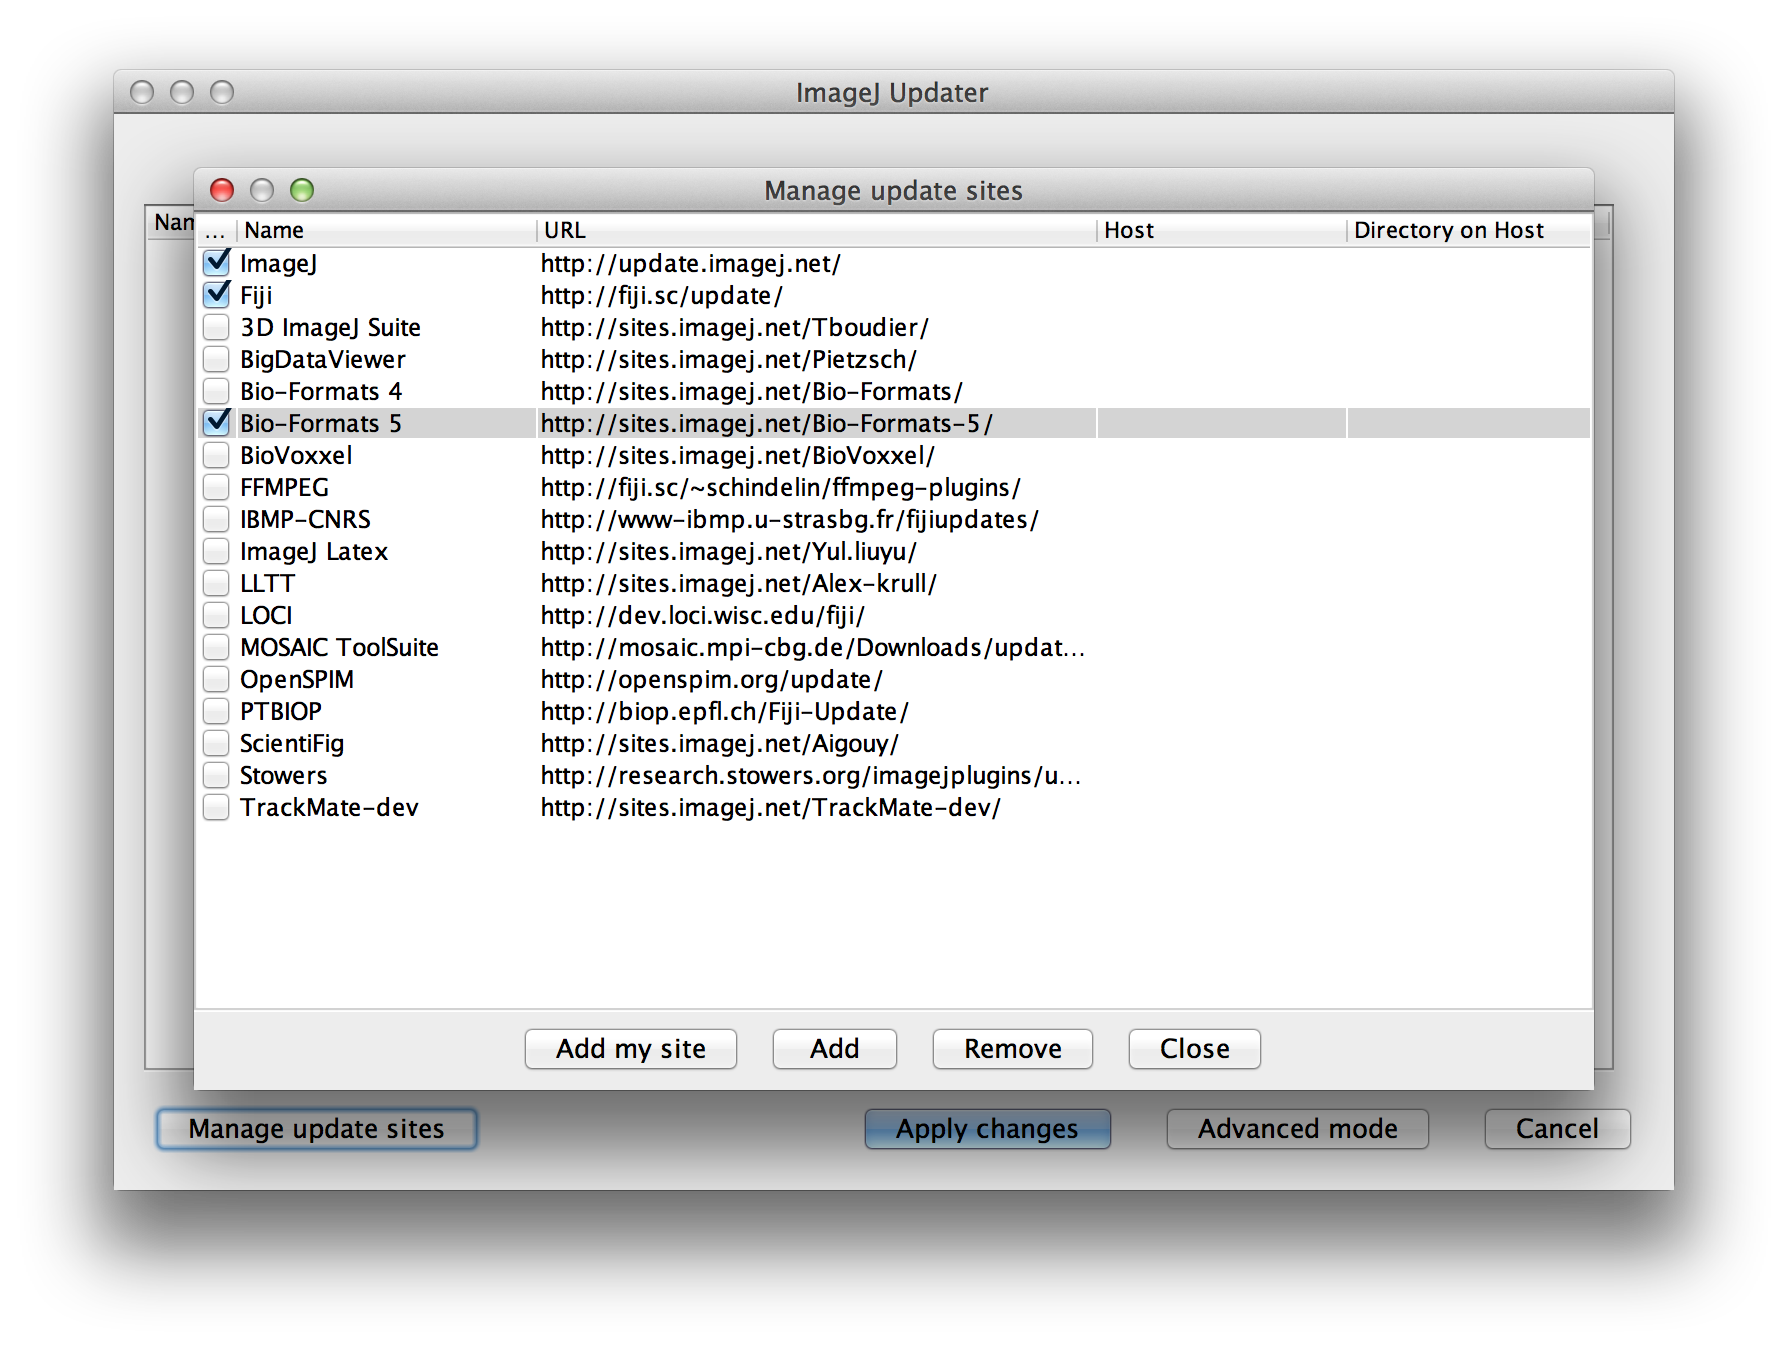 ImageJ Updater
Manage update sites
Nam
... Name URL Host Directory on Host
ImageJ http://update.imagej.net/
Fiji http://fiji.sc/update/
3D ImageJ Suite http://sites.imagej.net/Tboudier/
BigDataViewer http://sites.imagej.net/Pietzsch/
Bio-Formats 4 http://sites.imagej.net/Bio-Formats/
Bio-Formats 5 http://sites.imagej.net/Bio-Formats-5/
BioVoxxel http://sites.imagej.net/BioVoxxel/
FFMPEG http://fiji.sc/~schindelin/ffmpeg-plugins/
IBMP-CNRS http://www-ibmp.u-strasbg.fr/fijiupdates/
ImageJ Latex http://sites.imagej.net/Yul.liuyu/
LLTT http://sites.imagej.net/Alex-krull/
LOCI http://dev.loci.wisc.edu/fiji/
MOSAIC ToolSuite http://mosaic.mpi-cbg.de/Downloads/updat...
OpenSPIM http://openspim.org/update/
PTBIOP http://biop.epfl.ch/Fiji-Update/
ScientiFig http://sites.imagej.net/Aigouy/
Stowers http://research.stowers.org/imagejplugins/u...
TrackMate-dev http://sites.imagej.net/TrackMate-dev/
Add my site Add Remove Close
Manage update sites Apply changes Advanced mode Cancel